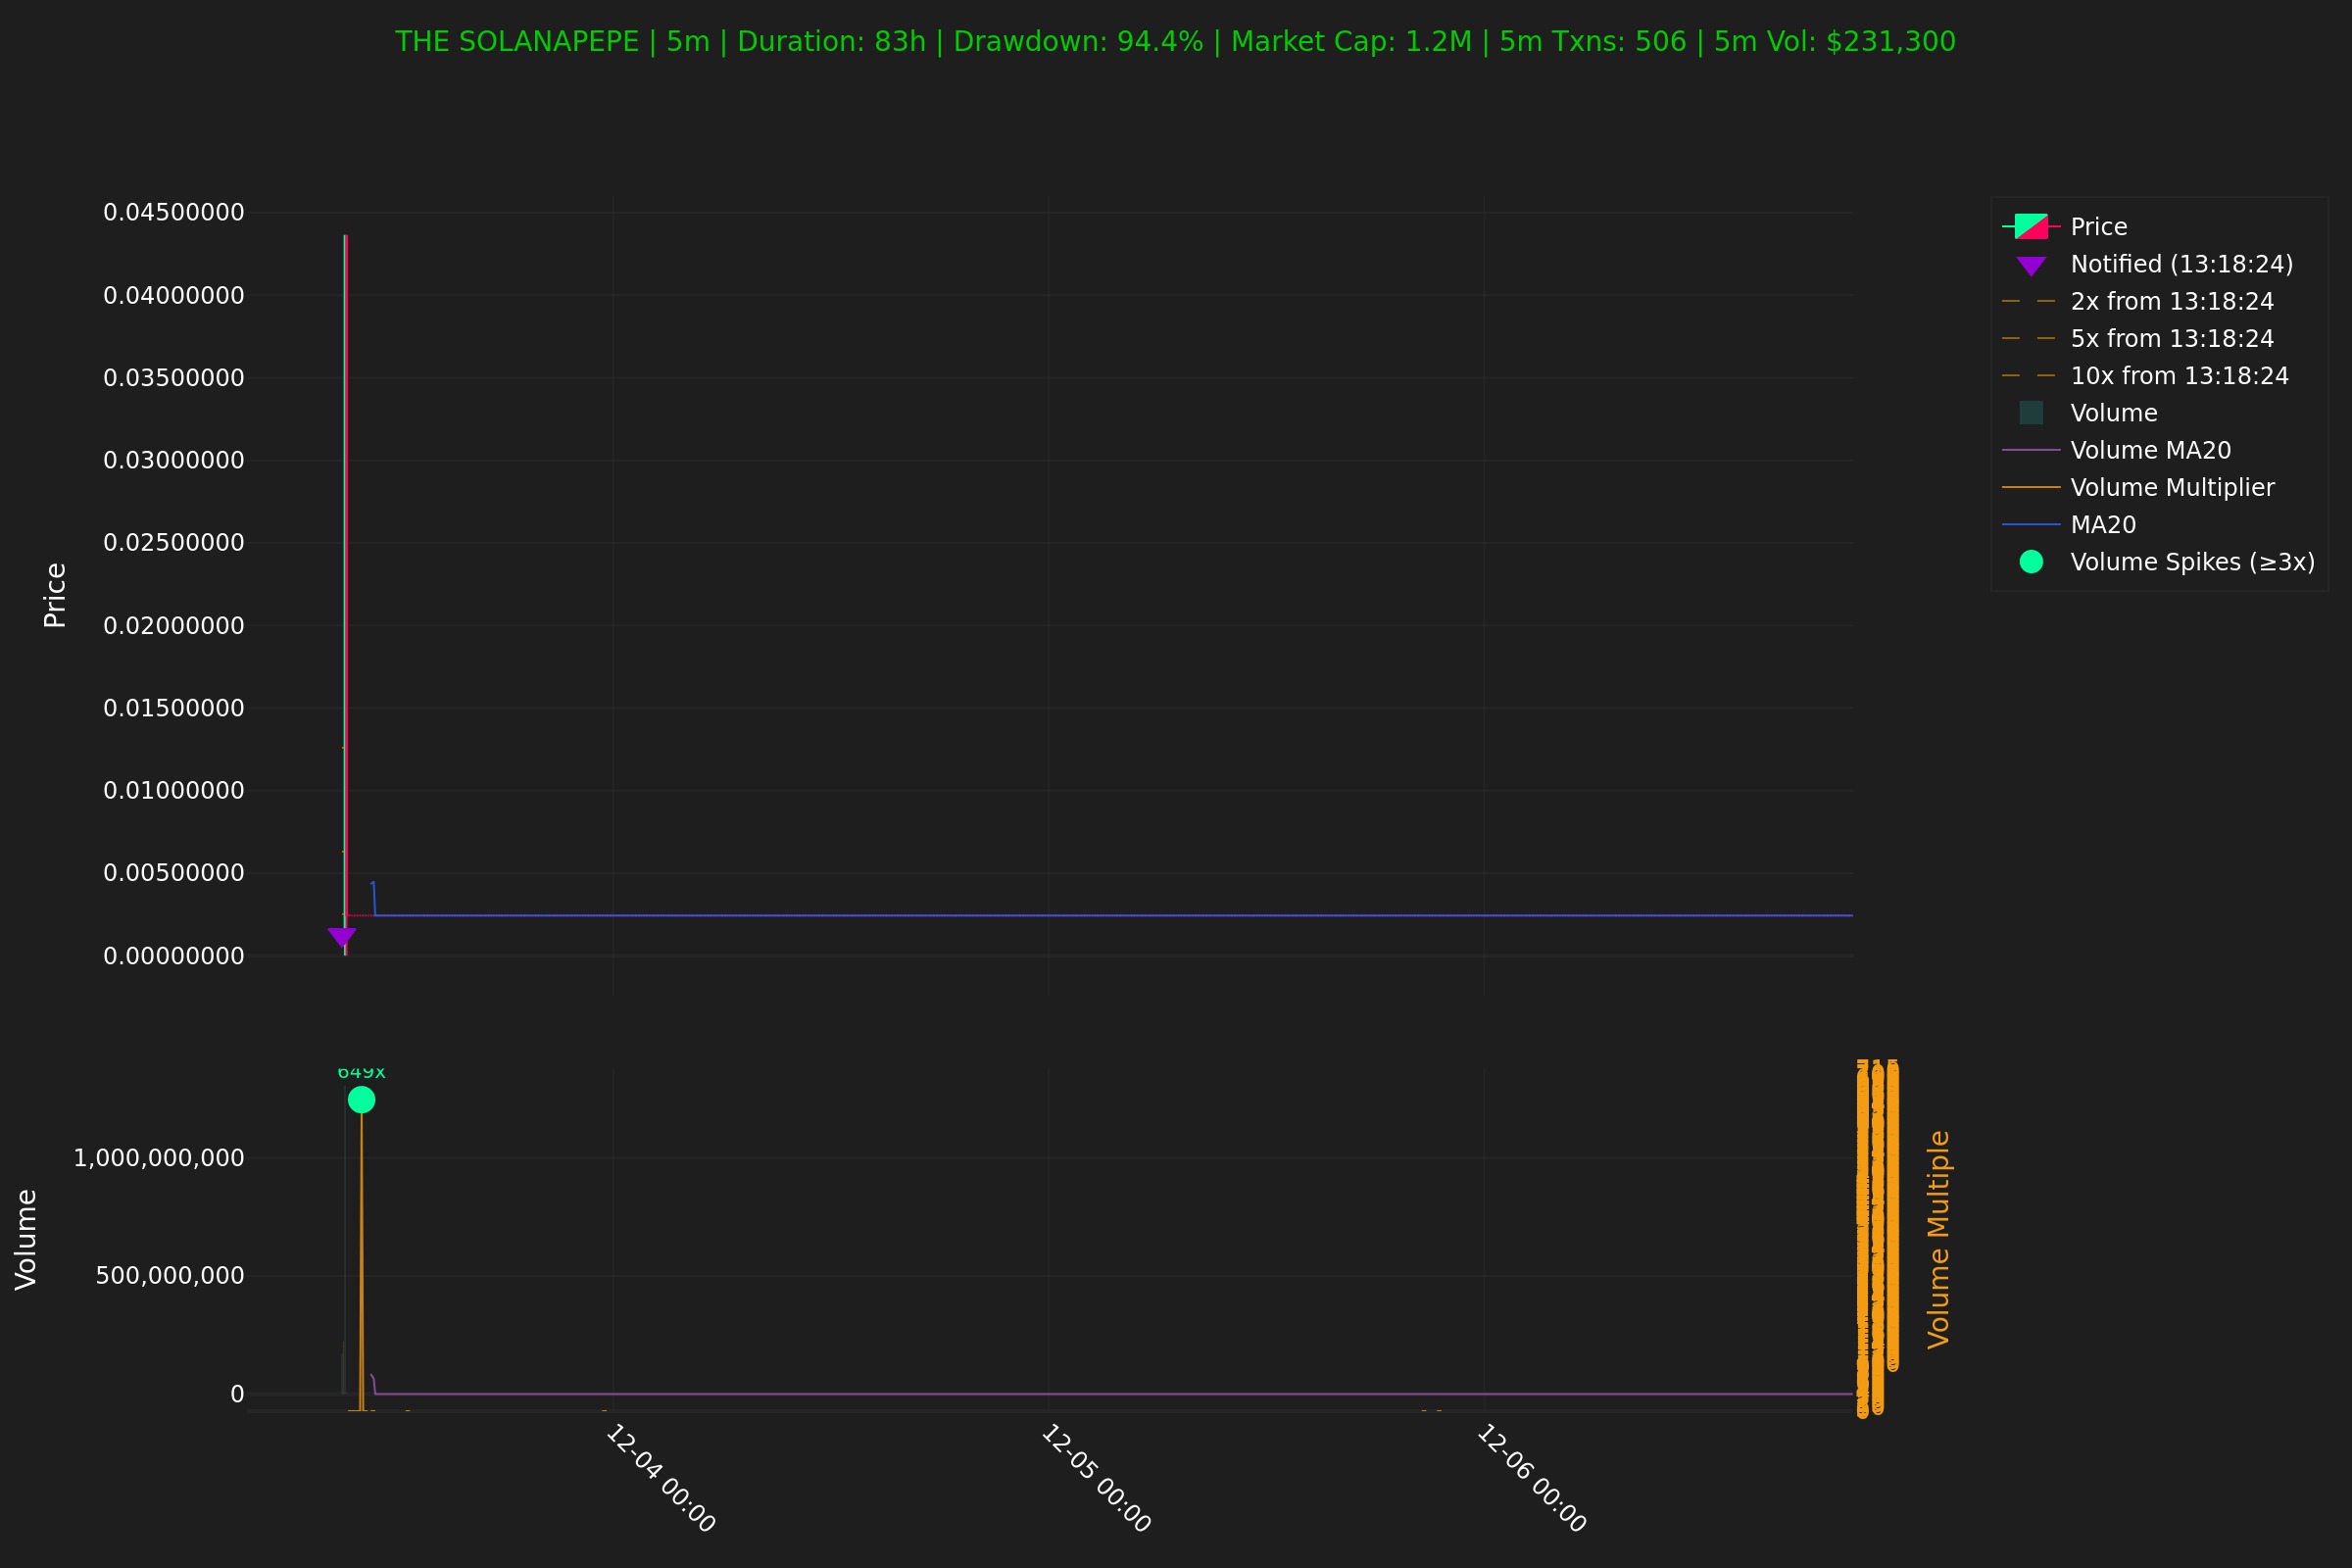 THE SOLANAPEPE | 5m | Duration: 83h | Drawdown: 94.4% | Market Cap: 1.2M | 5m Txns: 506 | 5m Vol: $231,300
Price
0.04500000
0.04000000
0.03500000
0.03000000
0.02500000
0.02000000
0.01500000
0.01000000
0.00500000
0.00000000
Price
Notified (13:18:24)
2x from 13:18:24
5x from 13:18:24
10x from 13:18:24
Volume
Volume MA20
Volume Multiplier
MA20
Volume Spikes (≥3x)
649x
Volume
1,000,000,000
500,000,000
0
Volume Multiple
12-04 00:00
12-05 00:00
12-06 00:00